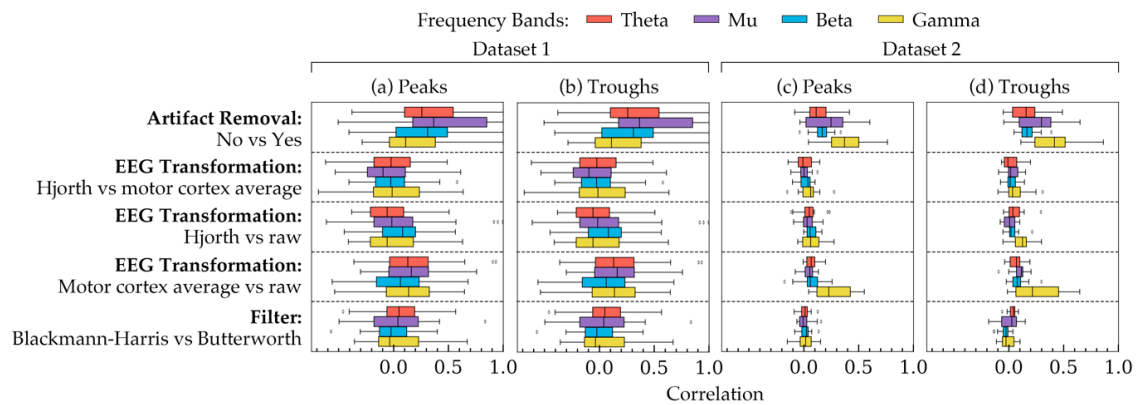 Frequency Bands: Theta Mu Beta Gamma
Dataset 1 Dataset 2
(a) Peaks (b) Troughs (c) Peaks (d) Troughs
Artifact Removal:
No vs Yes
EEG Transformation:
Hjorth vs motor cortex average
EEG Transformation:
Hjorth vs raw
EEG Transformation:
Motor cortex average vs raw
Filter:
Blackmann-Harris vs Butterworth
0.0 0.5 1.0 0.0 0.5 1.0 0.0 0.5 1.0 0.0 0.5 1.0
Correlation